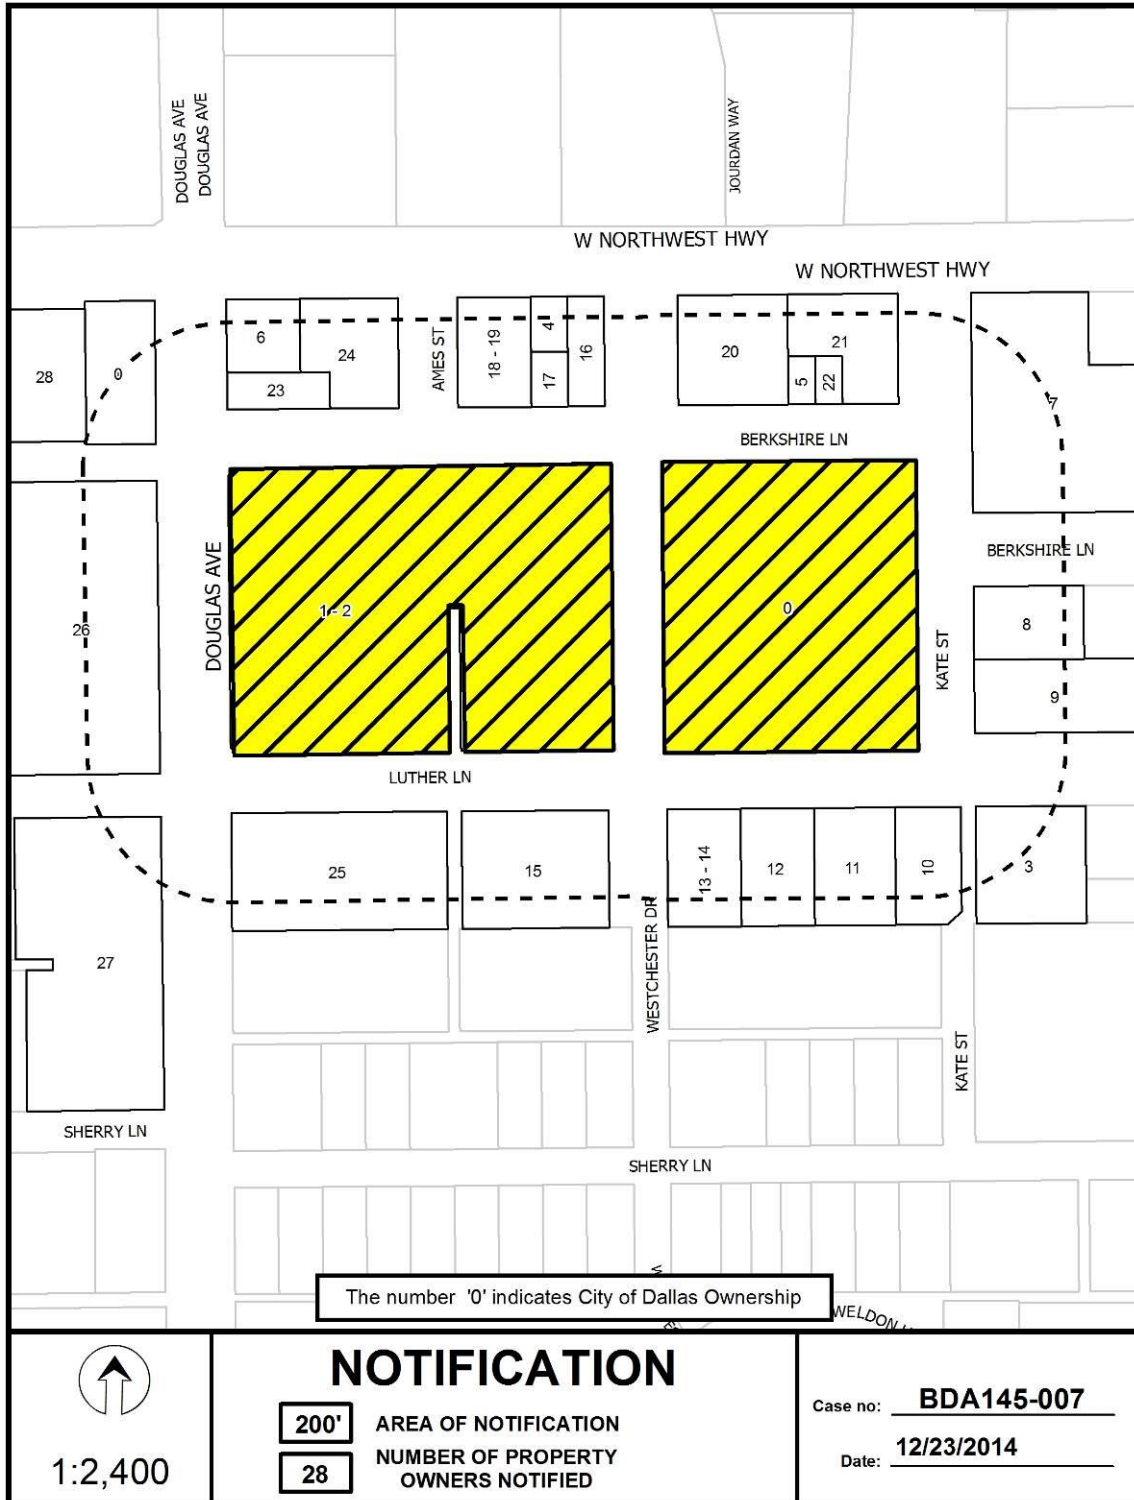 DOUGLAS AVE
DOUGLAS AVE
JOURDAN WAY
W NORTHWEST HWY
W NORTHWEST HWY
28
0
6
24
23
AMES ST
18 - 19
4
17
16
20
21
5
22
7
BERKSHIRE LN
BERKSHIRE LN
DOUGLAS AVE
26
1 - 2
0
KATE ST
8
9
LUTHER LN
25
15
13 - 14
12
11
10
3
27
WESTCHESTER DR
KATE ST
SHERRY LN
SHERRY LN
WELDON
The number '0' indicates City of Dallas Ownership
1:2,400
NOTIFICATION
200' AREA OF NOTIFICATION
28 NUMBER OF PROPERTY
OWNERS NOTIFIED
Case no: BDA145-007
Date: 12/23/2014